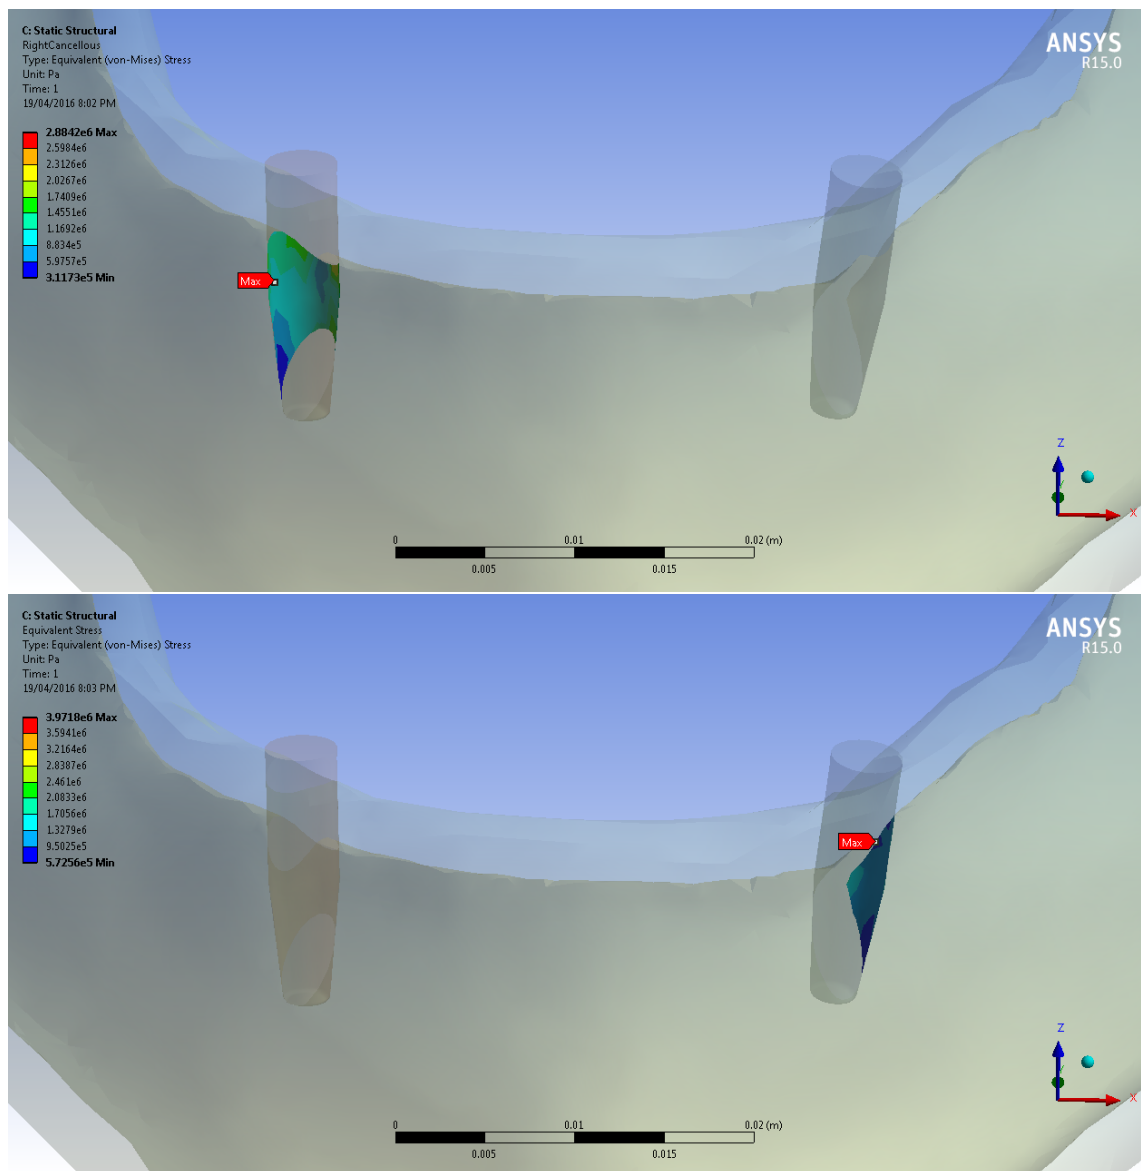 C: Static Structural
RightCancellous
Type: Equivalent (von-Mises) Stress
Unit: Pa
Time: 1
19/04/2016 8:02 PM
2.8842e6 Max
2.5984e6
2.3126e6
2.0267e6
1.7409e6
1.4551e6
1.1692e6
8.834e5
5.9757e5
3.1173e5 Min
ANSYS
R15.0
Max
Z
X
0
0.01
0.02 (m)
0.005
0.015
C: Static Structural
Equivalent Stress
Type: Equivalent (von-Mises) Stress
Unit: Pa
Time: 1
19/04/2016 8:03 PM
3.9718e6 Max
3.5941e6
3.2164e6
2.8387e6
2.461e6
2.0833e6
1.7056e6
1.3279e6
9.5025e5
5.7256e5 Min
ANSYS
R15.0
Max
Z
X
0
0.01
0.02 (m)
0.005
0.015